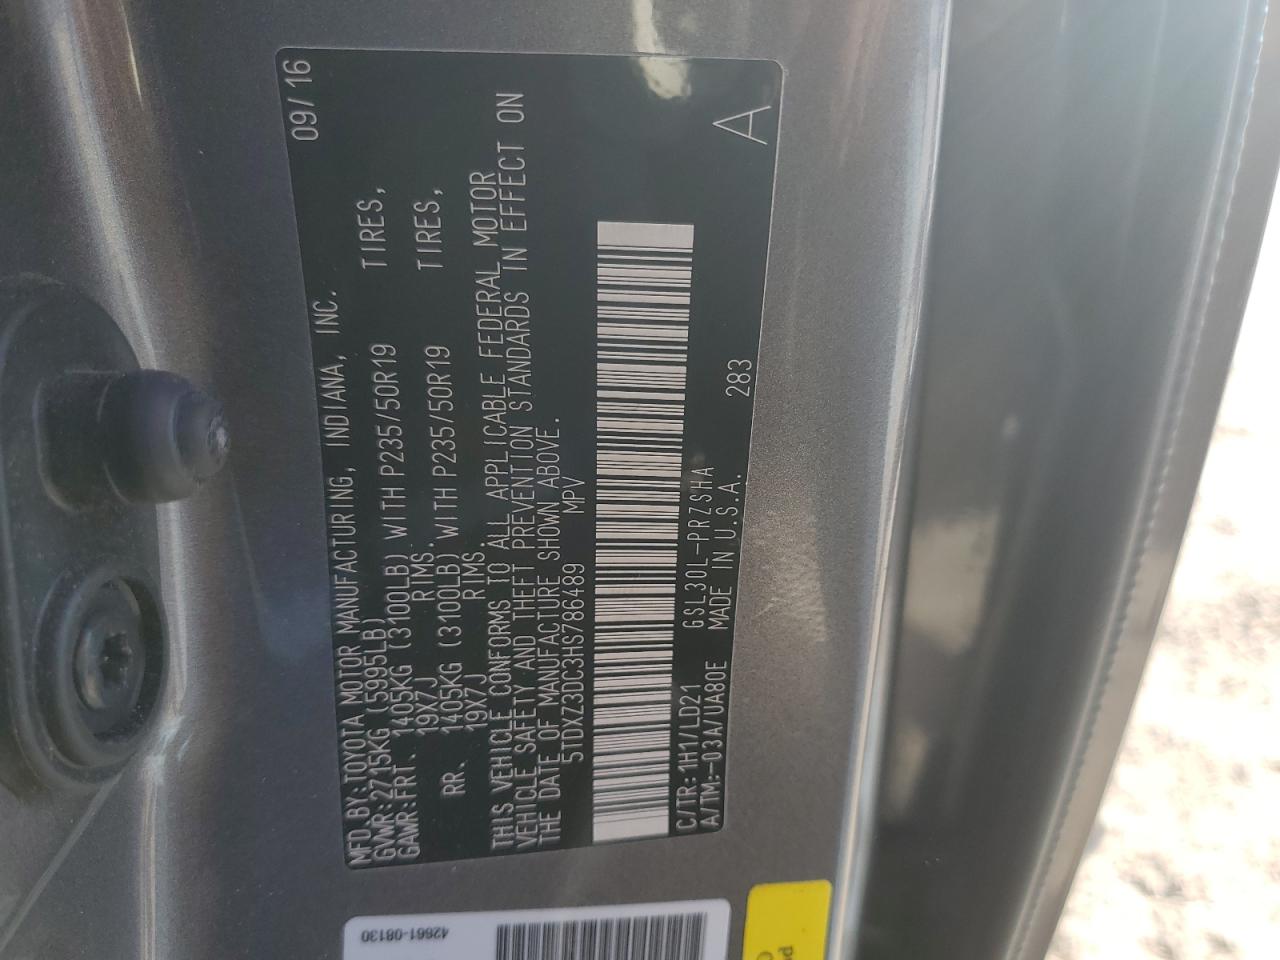 MFD.BY:TOYOTA MOTOR MANUFACTURING, INDIANA, INC. 09/16
GVWR:2715KG(5995LB)
GAWR:FRT. 1405KG (3100LB) WITH P235/50R19 TIRES,
19X7J RIMS.
RR. 1405KG (3100LB) WITH P235/50R19 TIRES,
19X7J RIMS.
THIS VEHICLE CONFORMS TO ALL APPLICABLE FEDERAL MOTOR
VEHICLE SAFETY AND THEFT PREVENTION STANDARDS IN EFFECT ON
THE DATE OF MANUFACTURE SHOWN ABOVE.
5TDXZ3DC3HS786489 MPV
C/TR:1H1/LD21 GSL30L-PRZSHA
A/TM:-03A/UA80E MADE IN U.S.A. 283 A
42661-08130